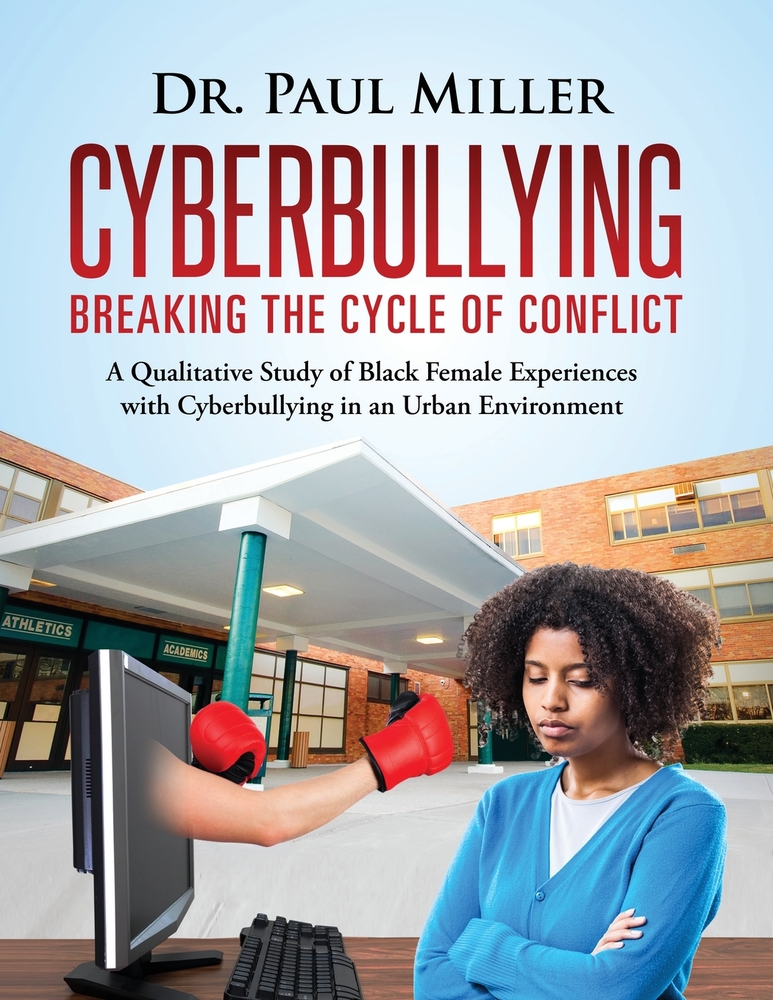 DR. PAUL MILLER
CYBERBULLYING
BREAKING THE CYCLE OF CONFLICT
A Qualitative Study of Black Female Experiences
with Cyberbullying in an Urban Environment
ATHLETICS
ACADEMICS